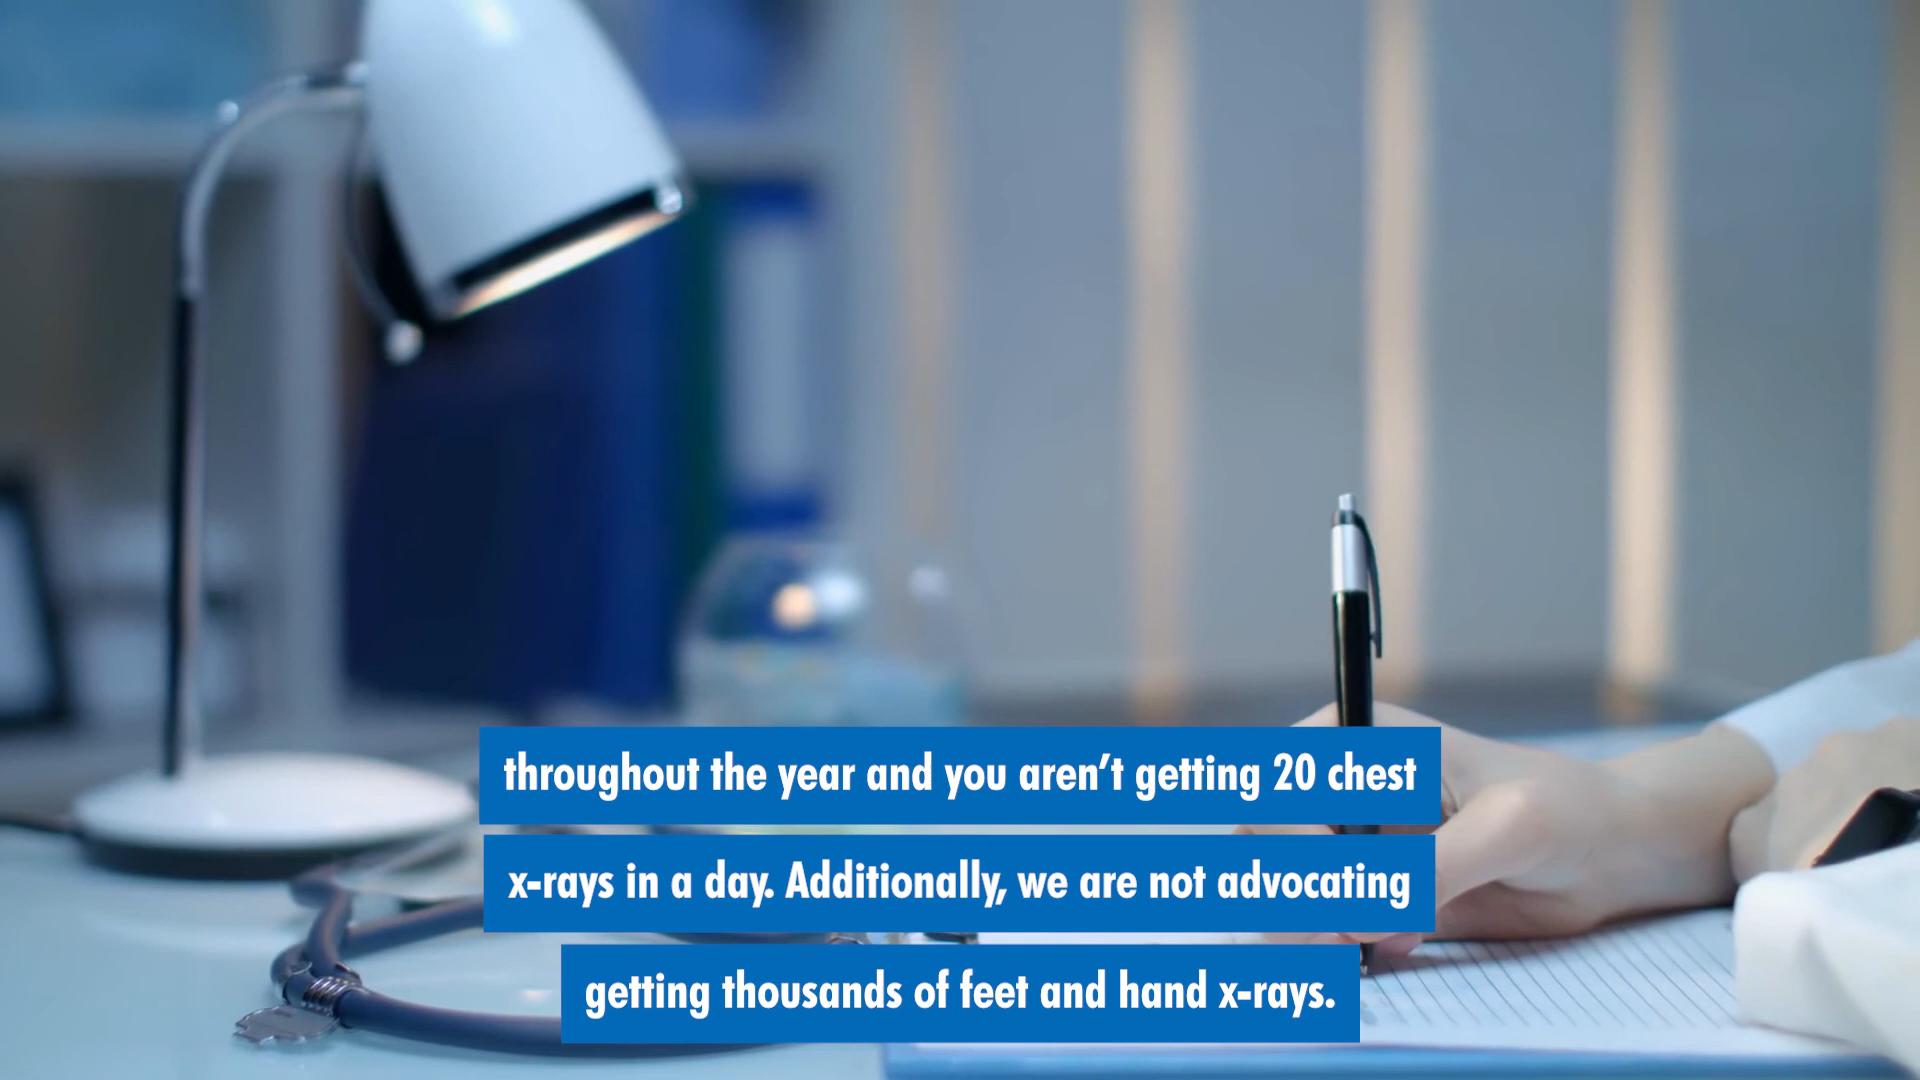 throughout the year and you aren’t getting 20 chest
x-rays in a day. Additionally, we are not advocating
getting thousands of feet and hand x-rays.